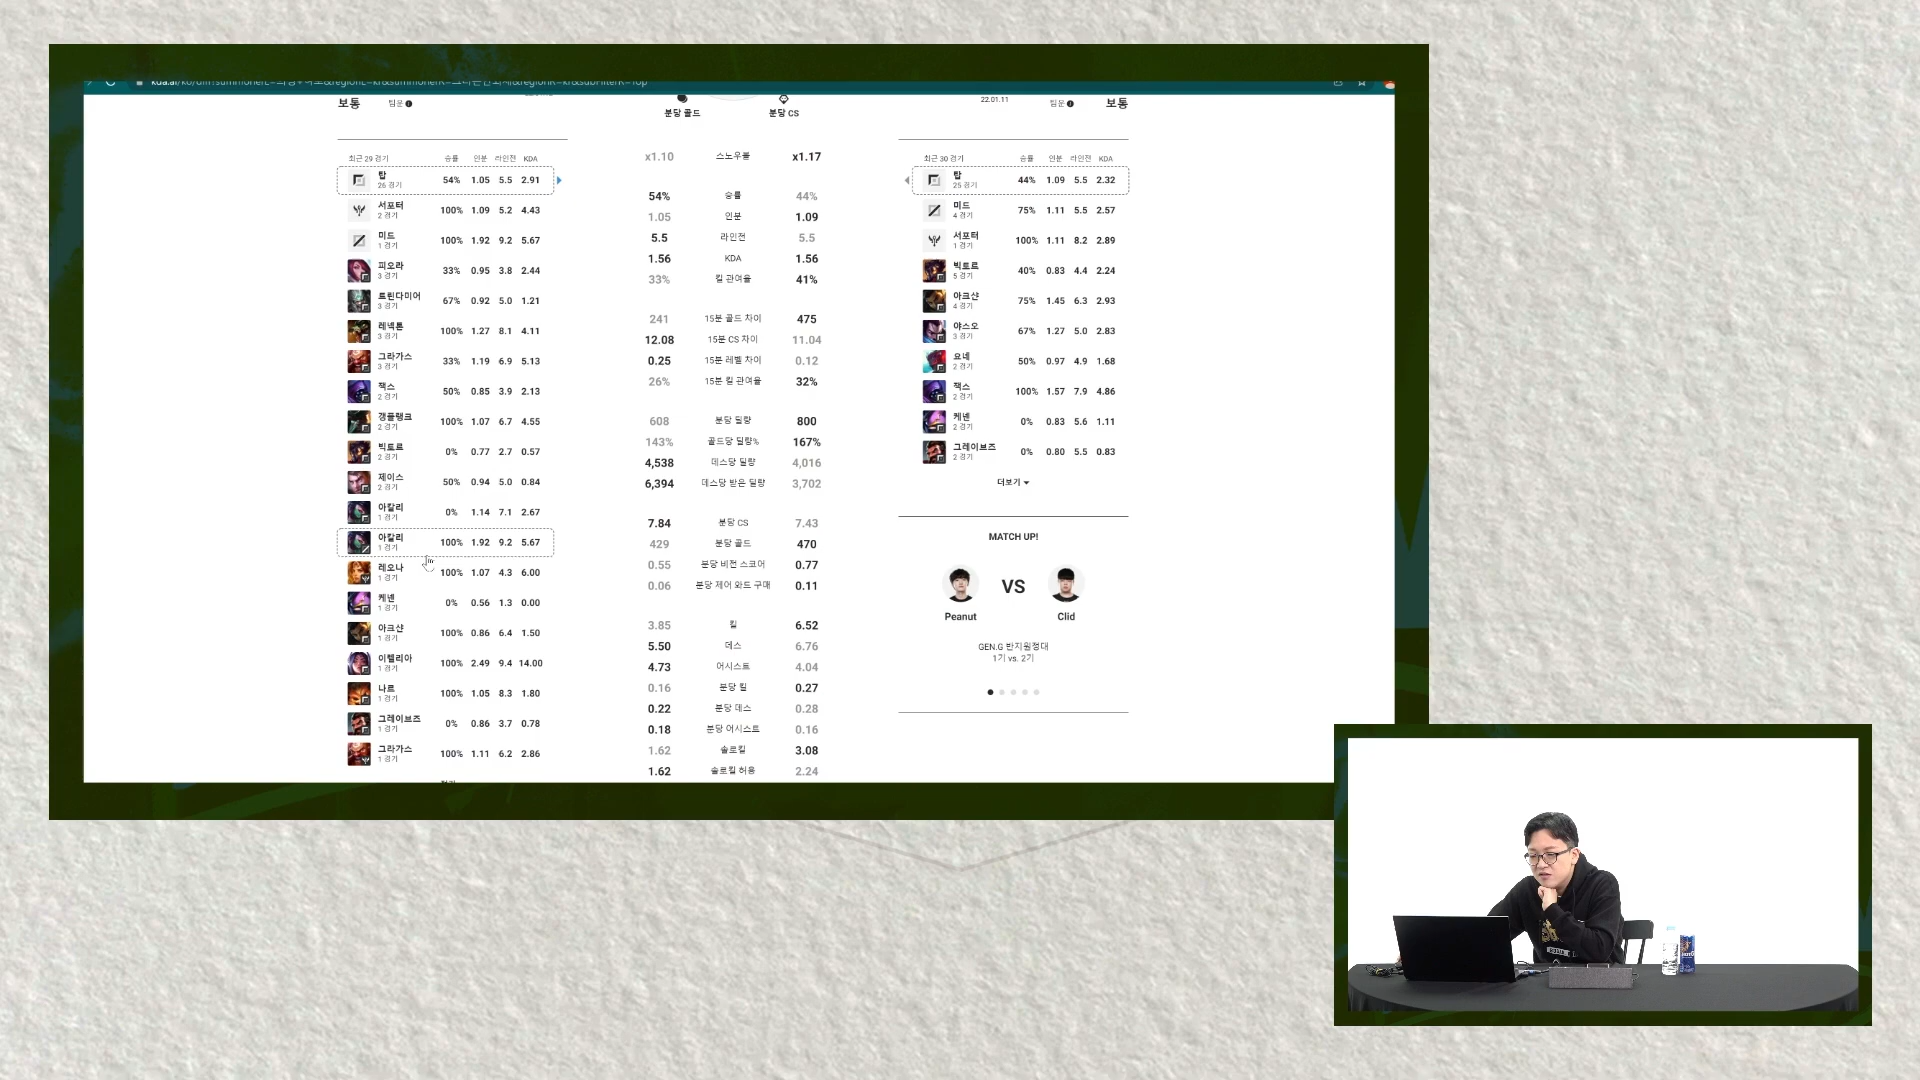 보통 팀운
분당 골드 분당 CS
22.01.11 팀운 보통
최근 29 경기 승률 인분 라인전 KDA
탑 54% 1.05 5.5 2.91
26 경기
서포터 100% 1.09 5.2 4.43
2 경기
미드 100% 1.92 9.2 5.67
1 경기
피오라 33% 0.95 3.8 2.44
3 경기
트린다미어 67% 0.92 5.0 1.21
3 경기
레넥톤 100% 1.27 8.1 4.11
3 경기
그라가스 33% 1.19 6.9 5.13
3 경기
잭스 50% 0.85 3.9 2.13
2 경기
갱플랭크 100% 1.07 6.7 4.55
2 경기
빅토르 0% 0.77 2.7 0.57
2 경기
제이스 50% 0.94 5.0 0.84
2 경기
아칼리 0% 1.14 7.1 2.67
1 경기
아칼리 100% 1.92 9.2 5.67
1 경기
레오나 100% 1.07 4.3 6.00
1 경기
케넨 0% 0.56 1.3 0.00
1 경기
아크샨 100% 0.86 6.4 1.50
1 경기
이렐리아 100% 2.49 9.4 14.00
1 경기
나르 100% 1.05 8.3 1.80
1 경기
그레이브즈 0% 0.86 3.7 0.78
1 경기
그라가스 100% 1.11 6.2 2.86
1 경기
x1.10 스노우볼 x1.17
54% 승률 44%
1.05 인분 1.09
5.5 라인전 5.5
1.56 KDA 1.56
33% 킬 관여율 41%
241 15분 골드 차이 475
12.08 15분 CS 차이 11.04
0.25 15분 레벨 차이 0.12
26% 15분 킬 관여율 32%
608 분당 딜량 800
143% 골드당 딜량% 167%
4,538 데스당 딜량 4,016
6,394 데스당 받은 딜량 3,702
7.84 분당 CS 7.43
429 분당 골드 470
0.55 분당 비전 스코어 0.77
0.06 분당 제어 와드 구매 0.11
3.85 킬 6.52
5.50 데스 6.76
4.73 어시스트 4.04
0.16 분당 킬 0.27
0.22 분당 데스 0.28
0.18 분당 어시스트 0.16
1.62 솔로킬 3.08
1.62 솔로킬 허용 2.24
최근 30 경기 승률 인분 라인전 KDA
탑 44% 1.09 5.5 2.32
25 경기
미드 75% 1.11 5.5 2.57
4 경기
서포터 100% 1.11 8.2 2.89
1 경기
빅토르 40% 0.83 4.4 2.24
5 경기
아크샨 75% 1.45 6.3 2.93
4 경기
야스오 67% 1.27 5.0 2.83
3 경기
요네 50% 0.97 4.9 1.68
2 경기
잭스 100% 1.57 7.9 4.86
2 경기
케넨 0% 0.83 5.6 1.11
2 경기
그레이브즈 0% 0.80 5.5 0.83
2 경기
더보기
MATCH UP!
VS
Peanut Clid
GEN.G 반지원정대
1기 vs. 2기